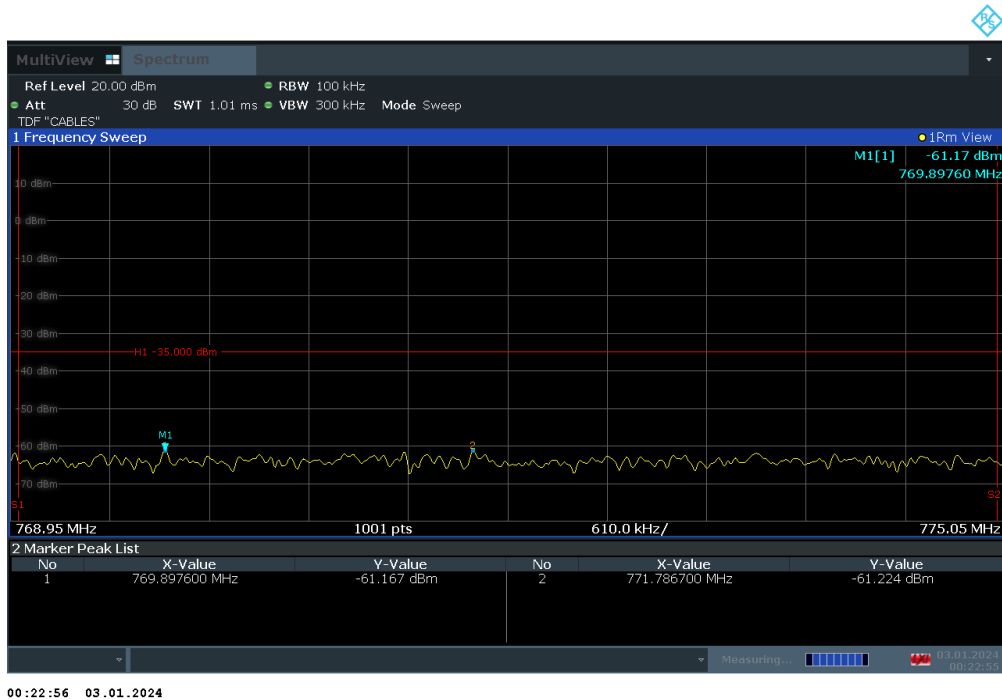 R&S
MultiView Spectrum
Ref Level 20.00 dBm RBW 100 kHz
Att 30 dB SWT 1.01 ms VBW 300 kHz Mode Sweep
TDF "CABLES"
1 Frequency Sweep 1Rm View
M1[1] -61.17 dBm
769.89760 MHz
10 dBm
0 dBm
-10 dBm
-20 dBm
-30 dBm
H1 -35.000 dBm
-40 dBm
-50 dBm
M1
-60 dBm
2
-70 dBm
S2
S1
768.95 MHz 1001 pts 610.0 kHz/ 775.05 MHz
2 Marker Peak List
No X-Value Y-Value No X-Value Y-Value
1 769.897600 MHz -61.167 dBm 2 771.786700 MHz -61.224 dBm
Measuring... 03.01.2024
00:22:55
00:22:56 03.01.2024